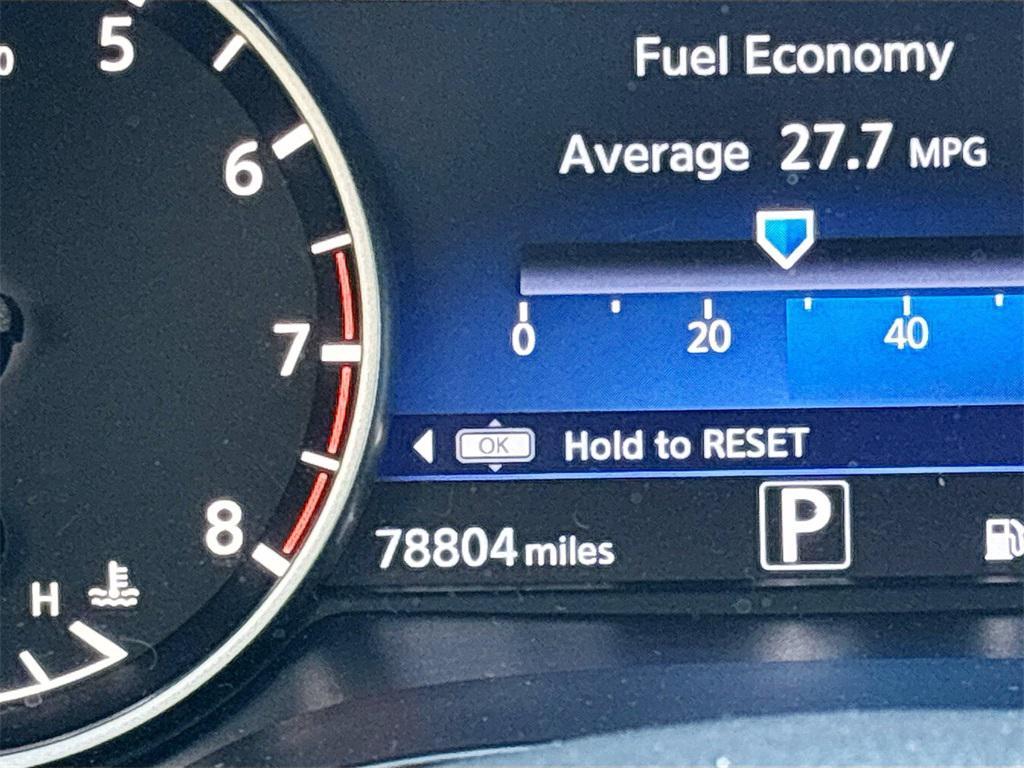 5
6
7
8
H
Fuel Economy
Average 27.7 MPG
0 20 40
OK Hold to RESET
78804 miles
P